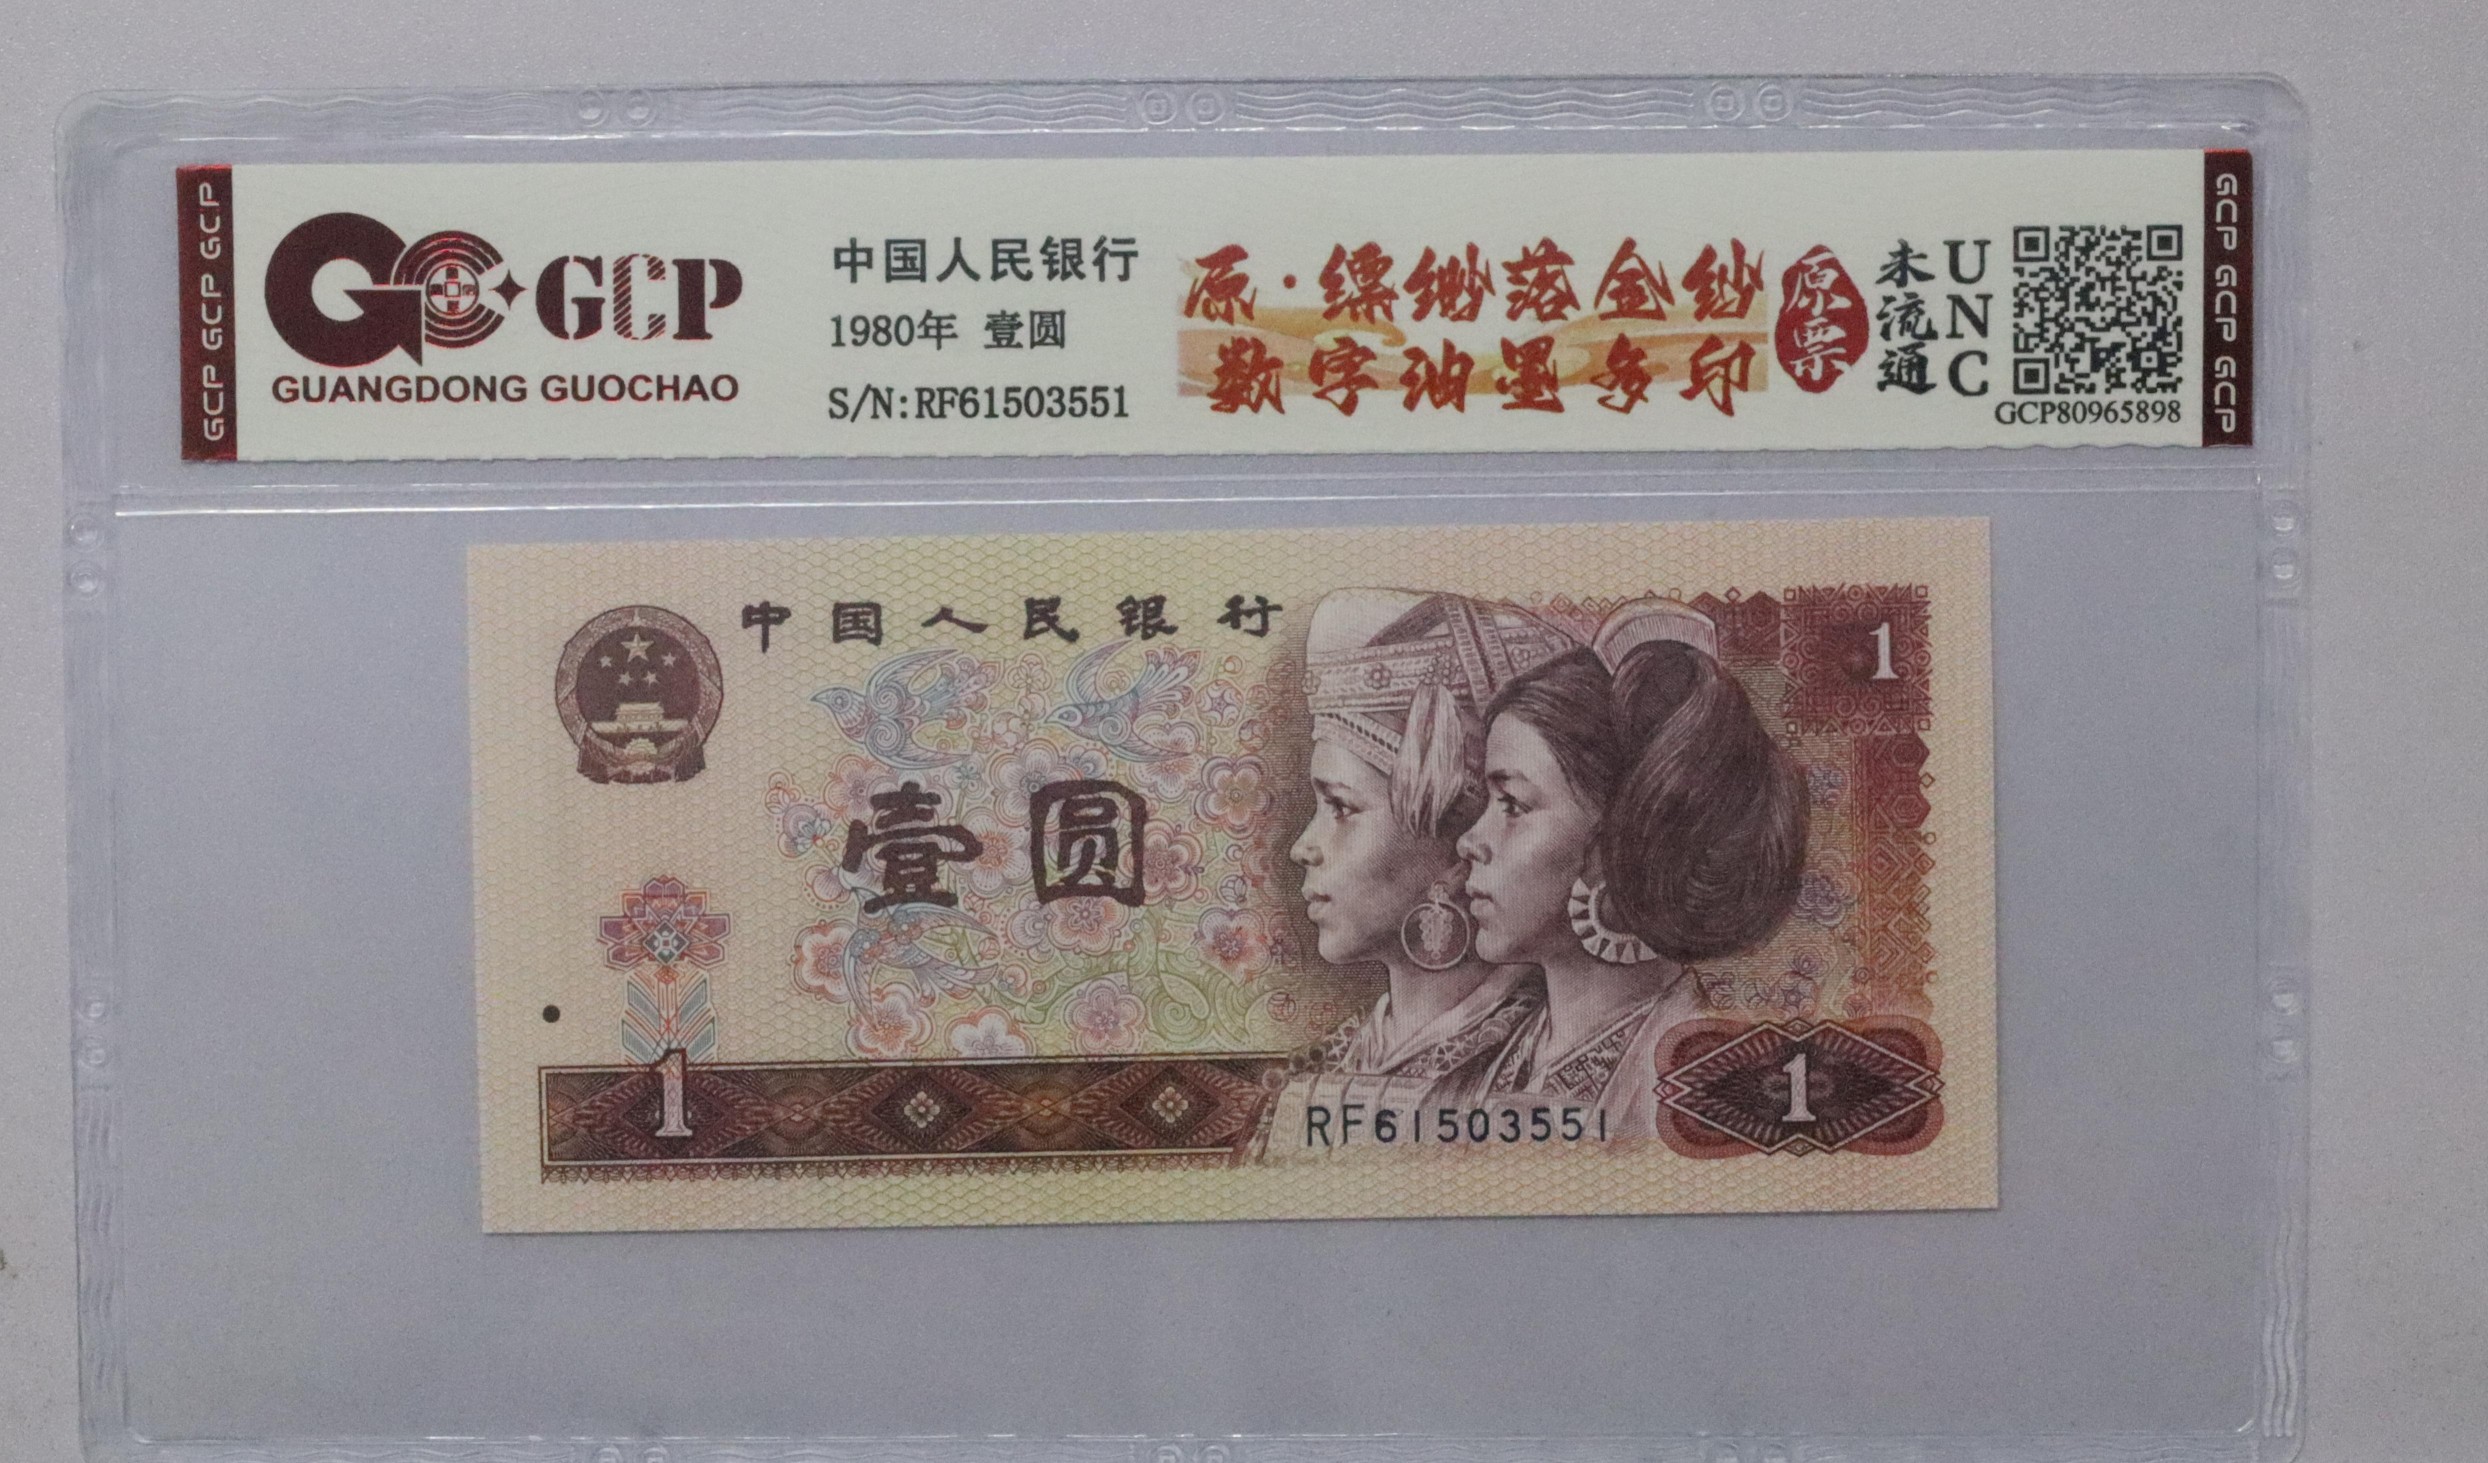 GCP GCP GCP
GCP
GUANGDONG GUOCHAO
中国人民银行
1980年 壹圆
S/N:RF61503551
原·缥缈落金纱
数字油墨多印
原票
未流通
UNC
GCP80965898
GCP GCP GCP
中国人民银行
1
壹圆
1
RF61503551
1